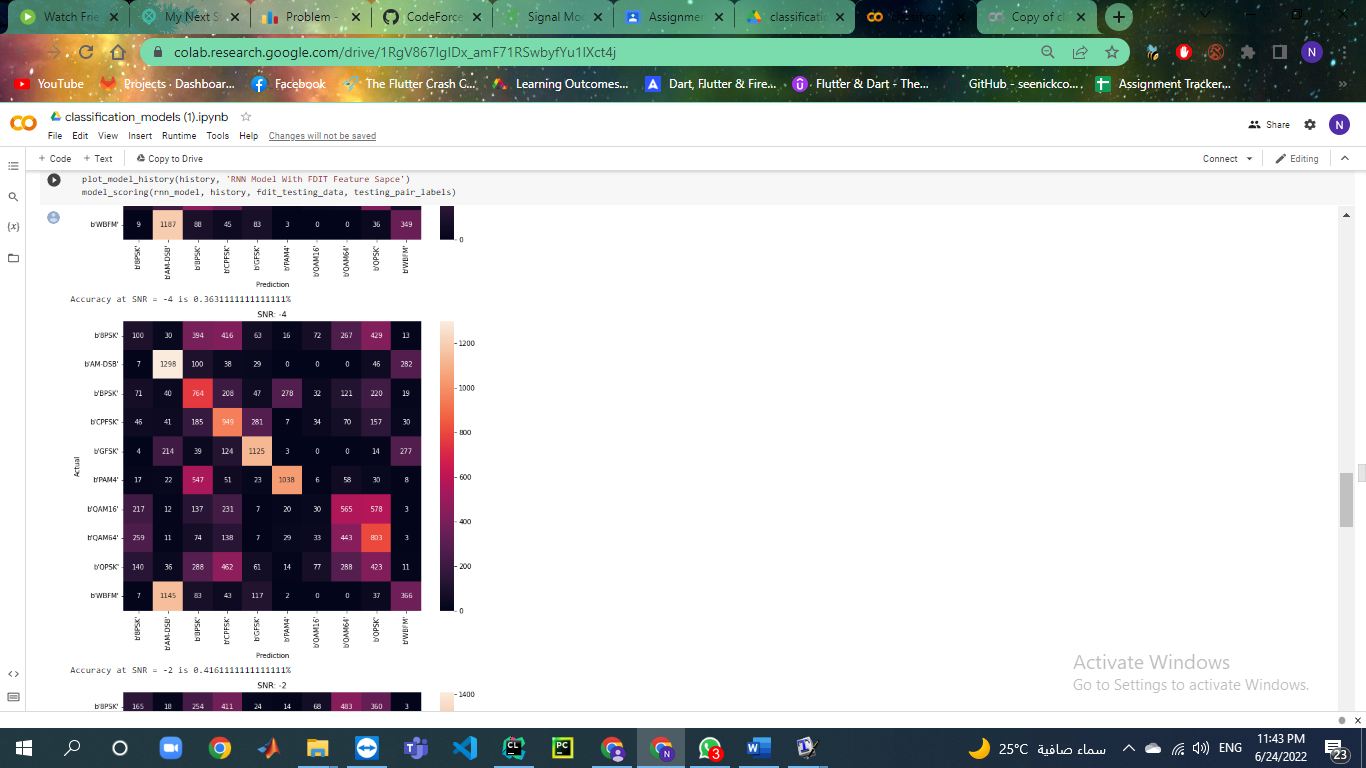 Watch Frie
My Next S
Problem -
CodeForce
Signal Mo
Assignmen
classificatio
Copy of cl
colab.research.google.com/drive/1RgV867IgIDx_amF71RSwbyfYu1IXct4j
N
YouTube
Projects · Dashboar...
Facebook
The Flutter Crash C...
Learning Outcomes...
Dart, Flutter & Fire...
Flutter & Dart - The...
GitHub - seenickco...
Assignment Tracker...
»
classification_models (1).ipynb
File Edit View Insert Runtime Tools Help Changes will not be saved
Share
N
+ Code + Text Copy to Drive
Connect
Editing
{x}
plot_model_history(history, 'RNN Model With FDIT Feature Sapce')
model_scoring(rnn_model, history, fdit_testing_data, testing_pair_labels)
b'WBFM' 9 1187 88 45 83 3 0 0 36 349
0
b'8PSK' b'AM-DSB' b'BPSK' b'CPFSK' b'GFSK' b'PAM4' b'QAM16' b'QAM64' b'QPSK' b'WBFM'
Prediction
Accuracy at SNR = -4 is 0.3631111111111111%
SNR: -4
b'8PSK' 100 30 394 416 63 16 72 267 429 13
b'AM-DSB' 7 1298 100 38 29 0 0 0 46 282
b'BPSK' 71 40 764 208 47 278 32 121 220 19
b'CPFSK' 46 41 185 949 281 7 34 70 157 30
b'GFSK' 4 214 39 124 1125 3 0 0 14 277
b'PAM4' 17 22 547 51 23 1038 6 58 30 8
b'QAM16' 217 12 137 231 7 20 30 565 578 3
b'QAM64' 259 11 74 138 7 29 33 443 803 3
b'QPSK' 140 36 288 462 61 14 77 288 423 11
b'WBFM' 7 1145 83 43 117 2 0 0 37 366
Actual
1200
1000
800
600
400
200
0
b'8PSK' b'AM-DSB' b'BPSK' b'CPFSK' b'GFSK' b'PAM4' b'QAM16' b'QAM64' b'QPSK' b'WBFM'
Prediction
Accuracy at SNR = -2 is 0.4161111111111111%
SNR: -2
b'8PSK' 165 18 254 411 24 14 68 483 360 3
1400
Activate Windows
Go to Settings to activate Windows.
CL
PC
N
3
W
25°C سماء صافية
ENG
11:43 PM
6/24/2022
23